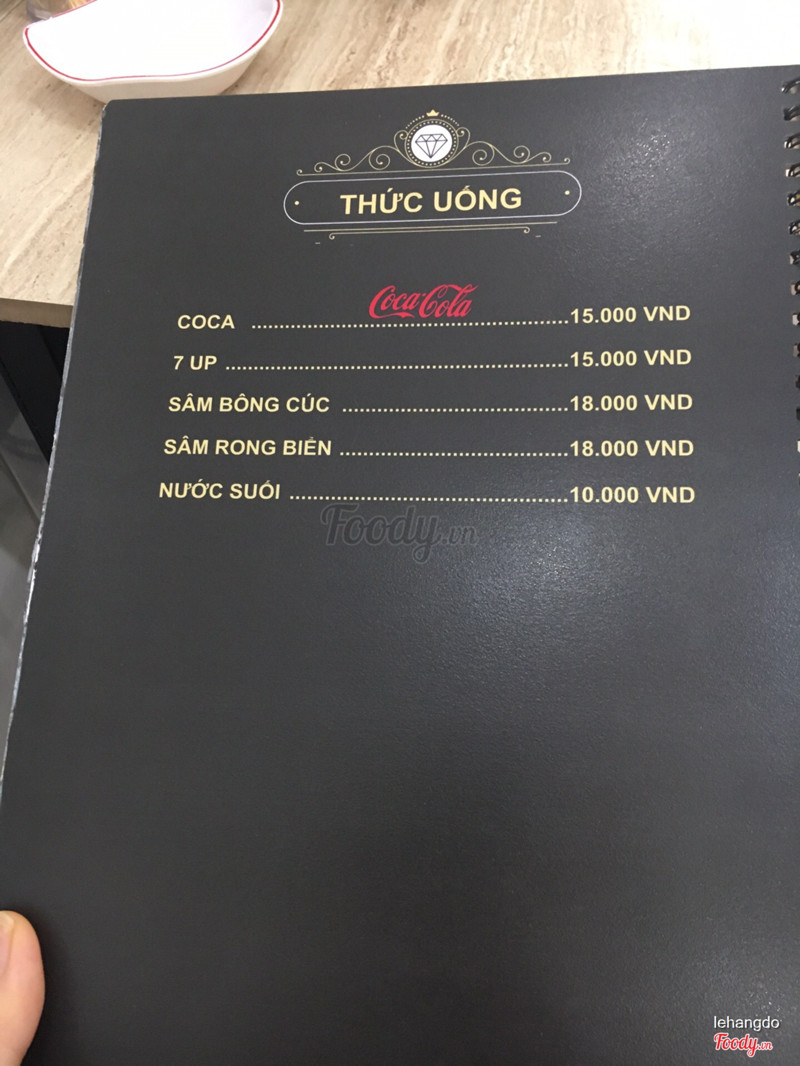 THỨC UỐNG
Coca-Cola
COCA ........................................................15.000 VND
7 UP ........................................................15.000 VND
SÂM BÔNG CÚC ........................................18.000 VND
SÂM RONG BIỂN ........................................18.000 VND
NƯỚC SUỐI ................................................10.000 VND
Foody.vn
lehangdo
Foody.vn